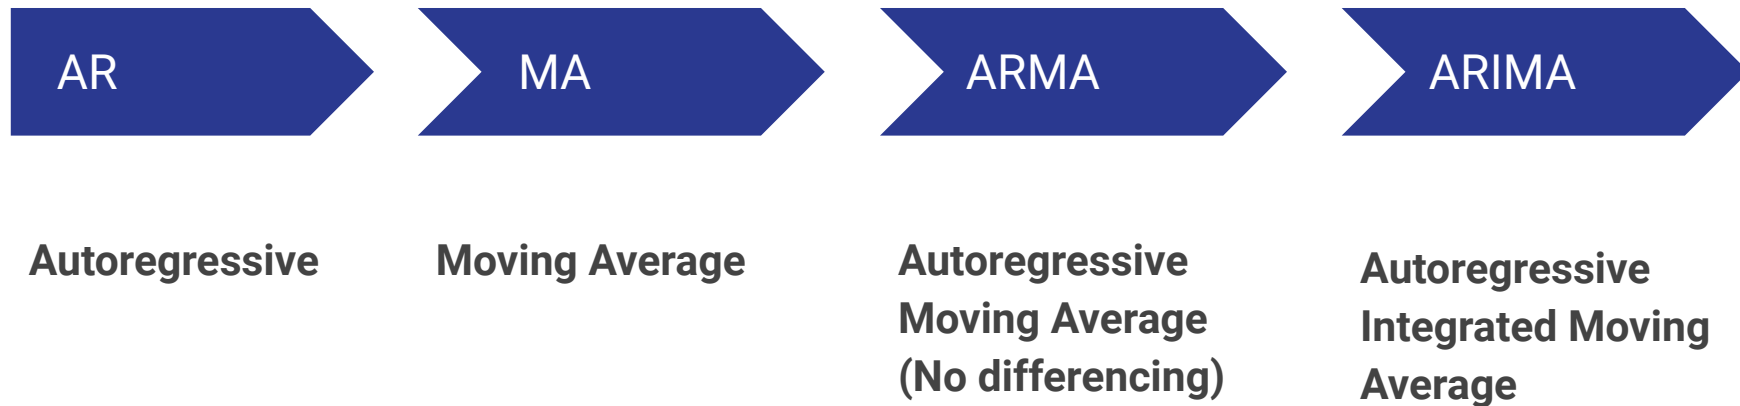 AR
MA
ARMA
ARIMA
Autoregressive
Moving Average
Autoregressive
Moving Average
(No differencing)
Autoregressive
Integrated Moving
Average